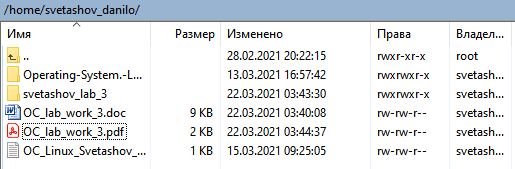 /home/svetashov_danilo/
Имя Размер Изменено Права Владел...
.. 28.02.2021 20:22:15 rwxr-xr-x root
Operating-System.-L... 13.03.2021 16:57:42 rwxrwxr-x svetash...
svetashov_lab_3 22.03.2021 03:43:30 rwxrwxr-x svetash...
OC_lab_work_3.doc 9 KB 22.03.2021 03:40:08 rw-rw-r-- svetash...
OC_lab_work_3.pdf 2 KB 22.03.2021 03:44:37 rw-rw-r-- svetash...
OC_Linux_Svetashov_... 1 KB 15.03.2021 09:25:05 rw-rw-r-- svetash...